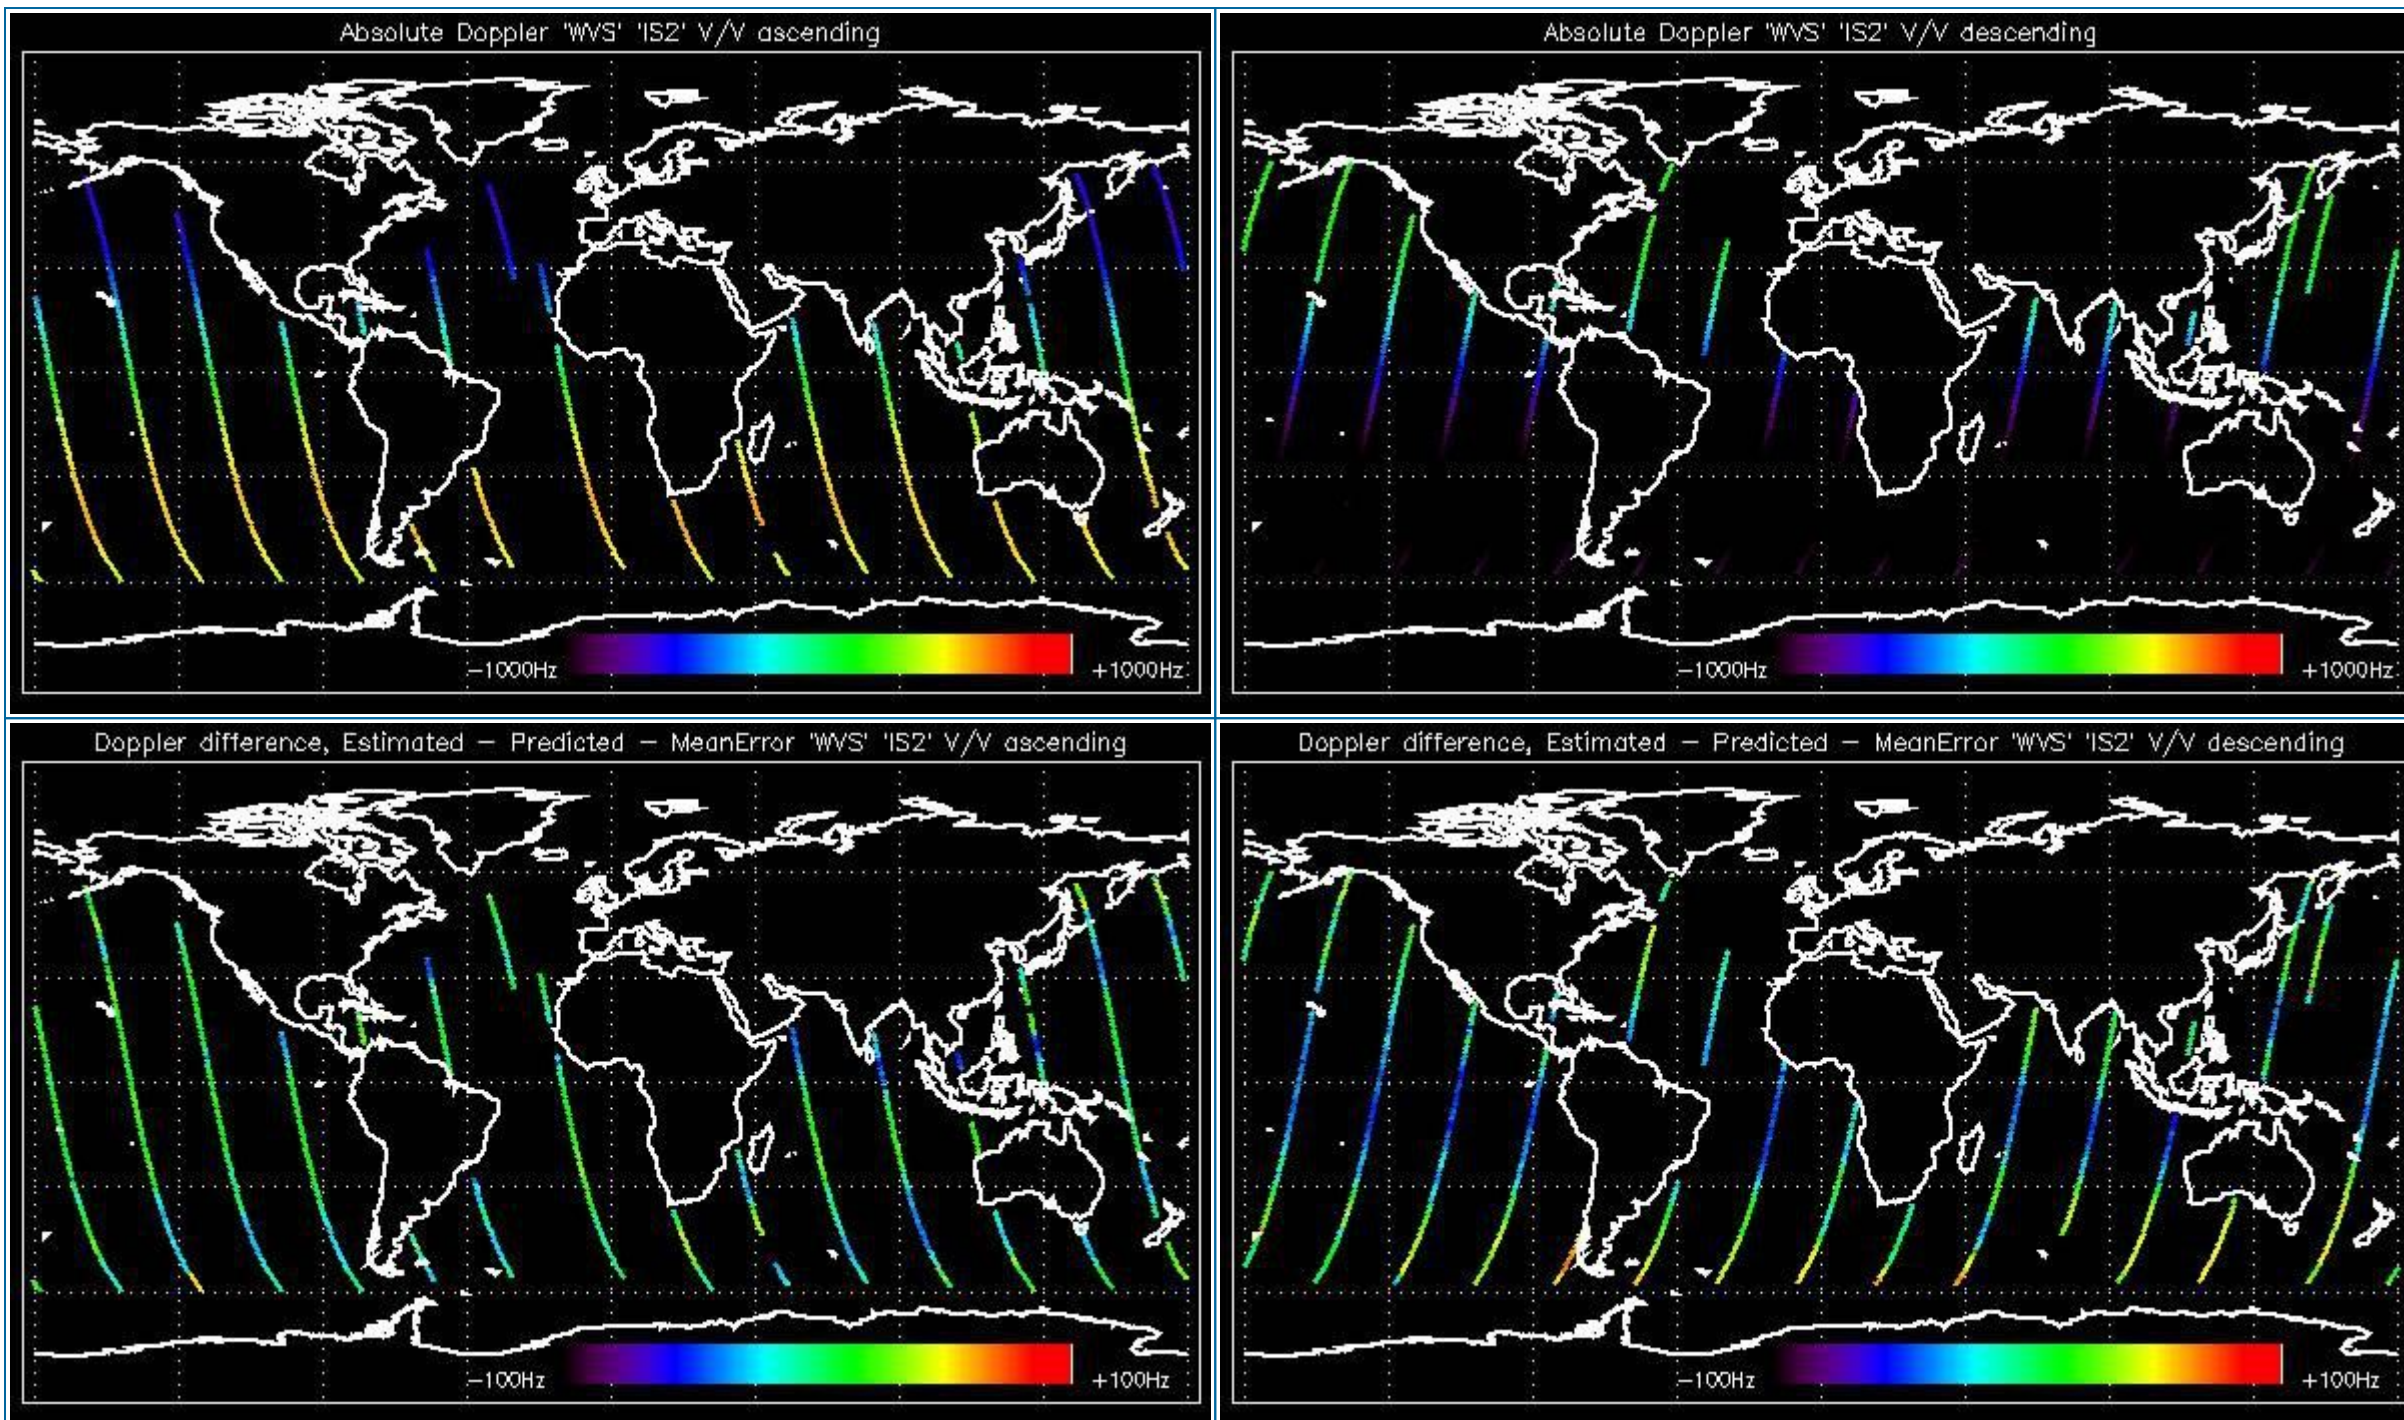 Absolute Doppler 'WVS' 'IS2' V/V ascending
-1000Hz
+1000Hz
Absolute Doppler 'WVS' 'IS2' V/V descending
-1000Hz
+1000Hz
Doppler difference, Estimated - Predicted - MeanError 'WVS' 'IS2' V/V ascending
-100Hz
+100Hz
Doppler difference, Estimated - Predicted - MeanError 'WVS' 'IS2' V/V descending
-100Hz
+100Hz